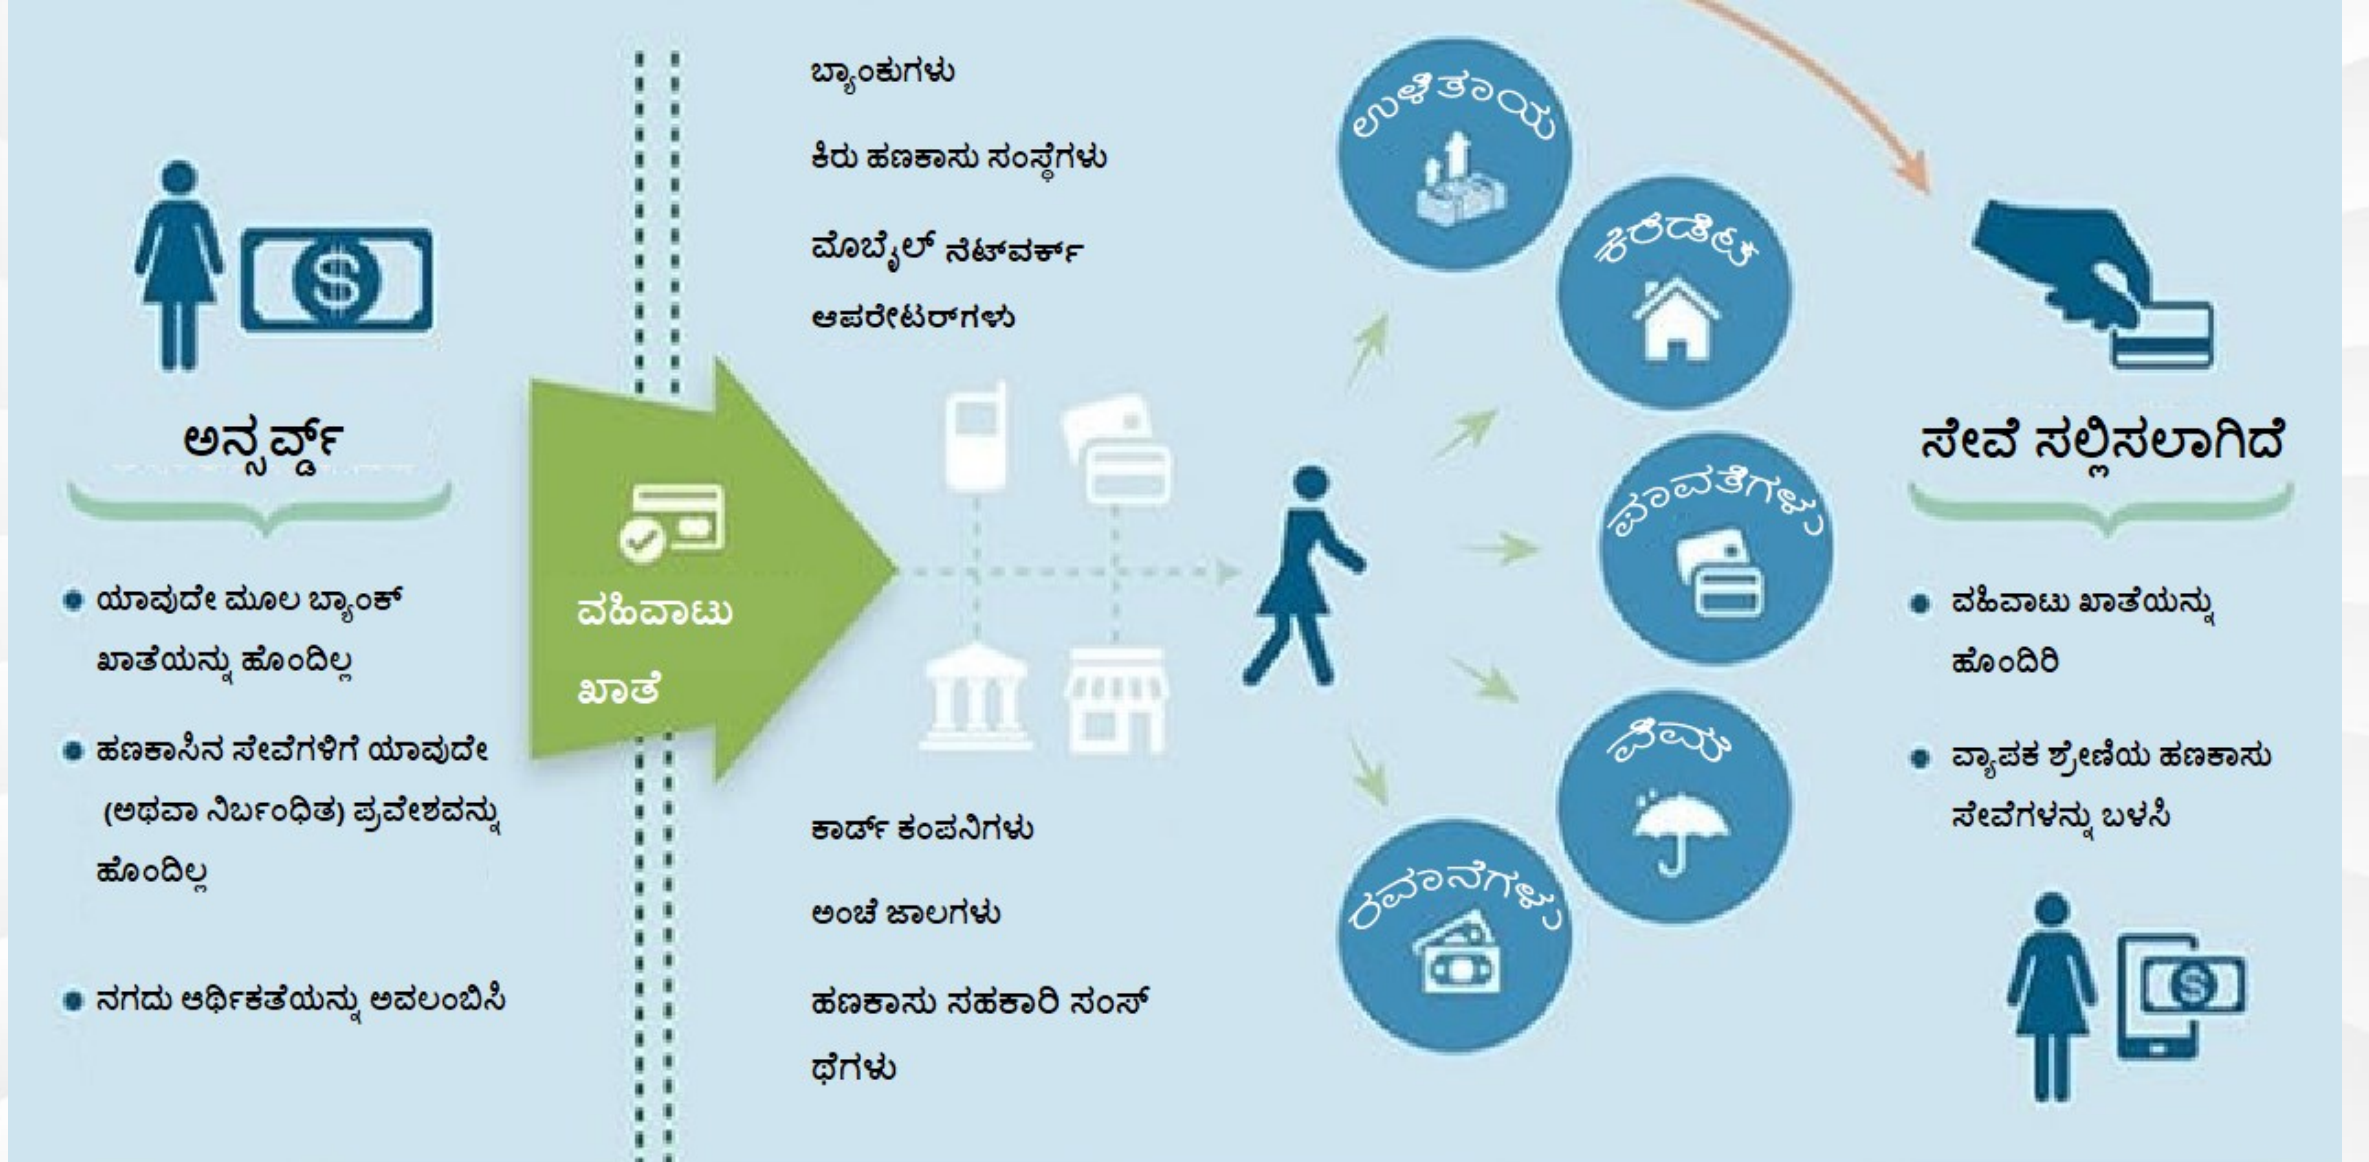 ಅನ್ಸರ್ವ್ಡ್
ಯಾವುದೇ ಮೂಲ ಬ್ಯಾಂಕ್
ಖಾತೆಯನ್ನು ಹೊಂದಿಲ್ಲ
ಹಣಕಾಸಿನ ಸೇವೆಗಳಿಗೆ ಯಾವುದೇ
(ಅಥವಾ ನಿರ್ಬಂಧಿತ) ಪ್ರವೇಶವನ್ನು
ಹೊಂದಿಲ್ಲ
ನಗದು ಆರ್ಥಿಕತೆಯನ್ನು ಅವಲಂಬಿಸಿ
ವಹಿವಾಟು
ಖಾತೆ
ಬ್ಯಾಂಕುಗಳು
ಕಿರು ಹಣಕಾಸು ಸಂಸ್ಥೆಗಳು
ಮೊಬೈಲ್ ನೆಟ್‌ವರ್ಕ್
ಆಪರೇಟರ್‌ಗಳು
ಕಾರ್ಡ್ ಕಂಪನಿಗಳು
ಅಂಚೆ ಜಾಲಗಳು
ಹಣಕಾಸು ಸಹಕಾರಿ ಸಂಸ್
ಥೆಗಳು
ಉಳಿತಾಯ
ಪಾವತಿಗಳು
ವಿಮೆ
ರವಾನೆಗಳು
ಸೇವೆ ಸಲ್ಲಿಸಲಾಗಿದೆ
ವಹಿವಾಟು ಖಾತೆಯನ್ನು
ಹೊಂದಿರಿ
ವ್ಯಾಪಕ ಶ್ರೇಣಿಯ ಹಣಕಾಸು
ಸೇವೆಗಳನ್ನು ಬಳಸಿ